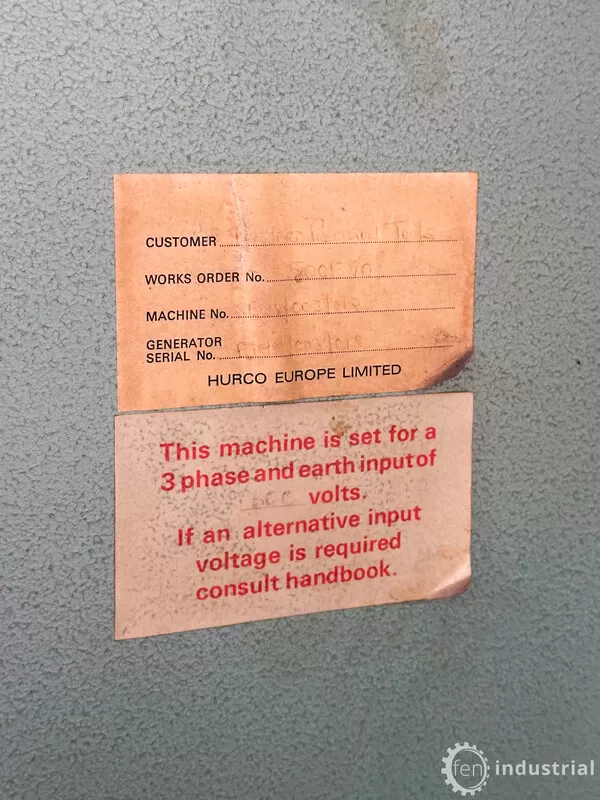 CUSTOMER
WORKS ORDER No.
MACHINE No.
GENERATOR
SERIAL No.
HURCO EUROPE LIMITED
This machine is set for a
3 phase and earth input of
volts.
If an alternative input
voltage is required
consult handbook.
fen industrial